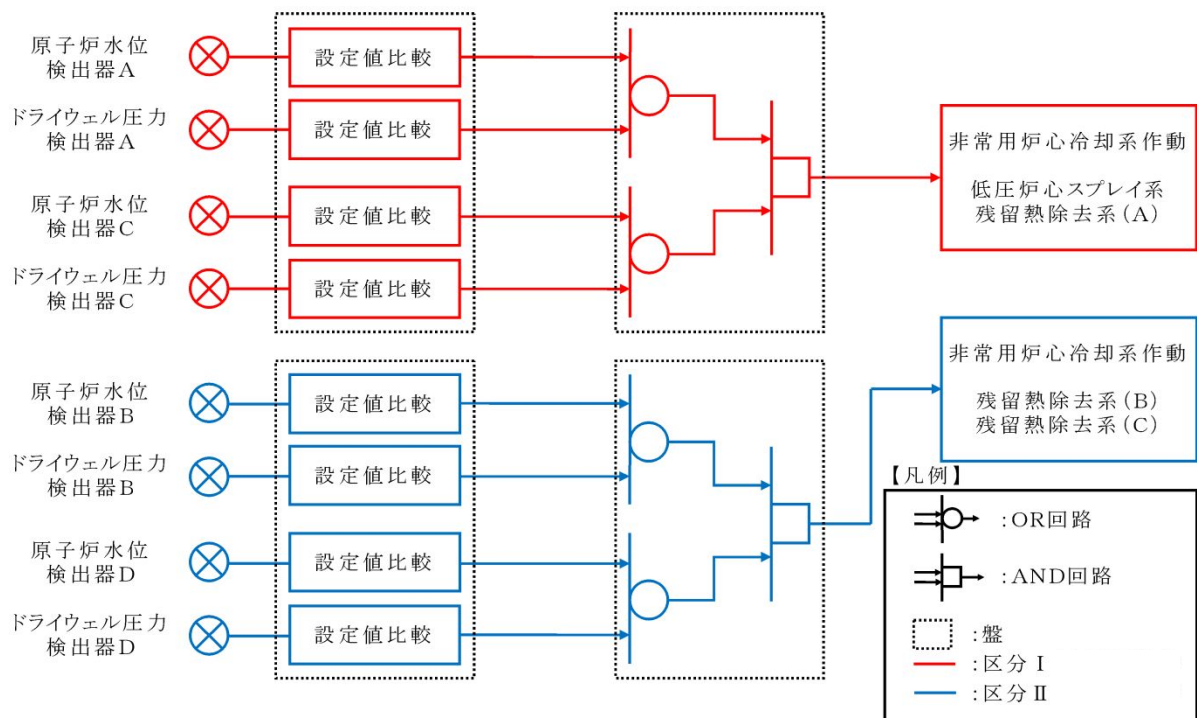 原子炉水位
検出器A
設定値比較
ドライウェル圧力
検出器A
設定値比較
原子炉水位
検出器C
設定値比較
ドライウェル圧力
検出器C
設定値比較
非常用炉心冷却系作動
低圧炉心スプレイ系
残留熱除去系(A)
原子炉水位
検出器B
設定値比較
ドライウェル圧力
検出器B
設定値比較
原子炉水位
検出器D
設定値比較
ドライウェル圧力
検出器D
設定値比較
非常用炉心冷却系作動
残留熱除去系(B)
残留熱除去系(C)
【凡例】
:OR回路
:AND回路
:盤
:区分Ⅰ
:区分Ⅱ